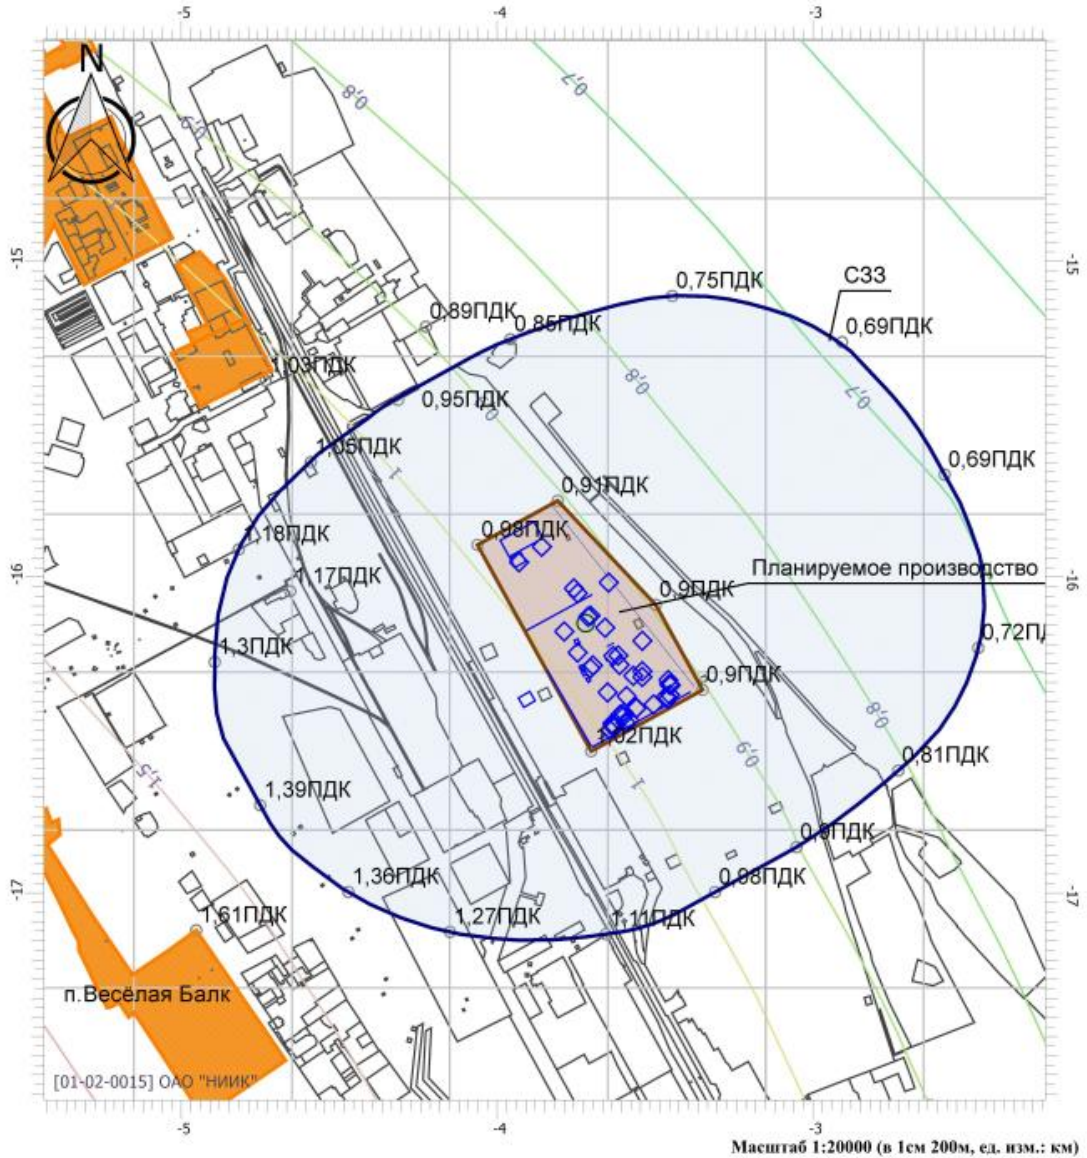 -5
-4
-3
N
0,7
0,8
0,9
-15
-15
0,75ПДК
СЗЗ
0,89ПДК
0,85ПДК
0,69ПДК
1,03ПДК
0,8
0,7
0,95ПДК
1,05ПДК
0,69ПДК
1
0,91ПДК
0,98ПДК
1,18ПДК
1,17ПДК
Планируемое производство
-16
-16
0,9ПДК
1,3ПДК
0,72П
0,9ПДК
0,8
1,02ПДК
0,9
0,81ПДК
1,5
1
1,39ПДК
0,9ПДК
1,36ПДК
0,98ПДК
-17
-17
1,61ПДК
1,27ПДК
1,11ПДК
п.Весёлая Балк
[01-02-0015] ОАО "НИИК"
-5
-4
-3
Масштаб 1:20000 (в 1см 200м, ед. изм.: км)